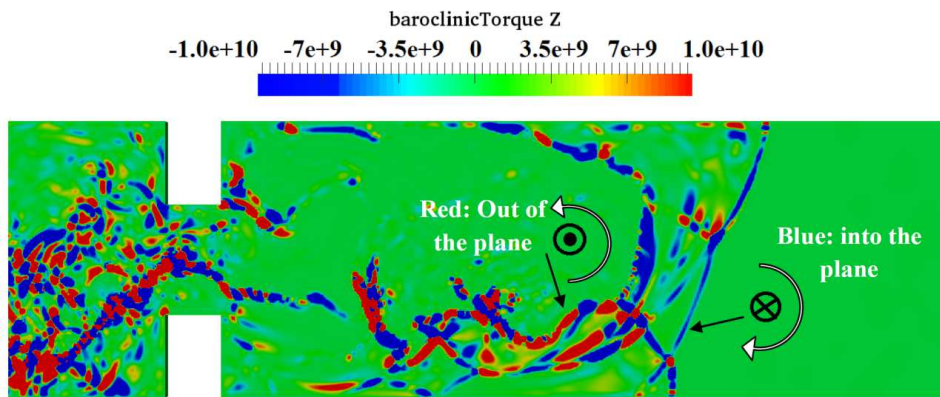 baroclinicTorque Z
-1.0e+10 -7e+9 -3.5e+9 0 3.5e+9 7e+9 1.0e+10
Red: Out of
the plane
Blue: into the
plane